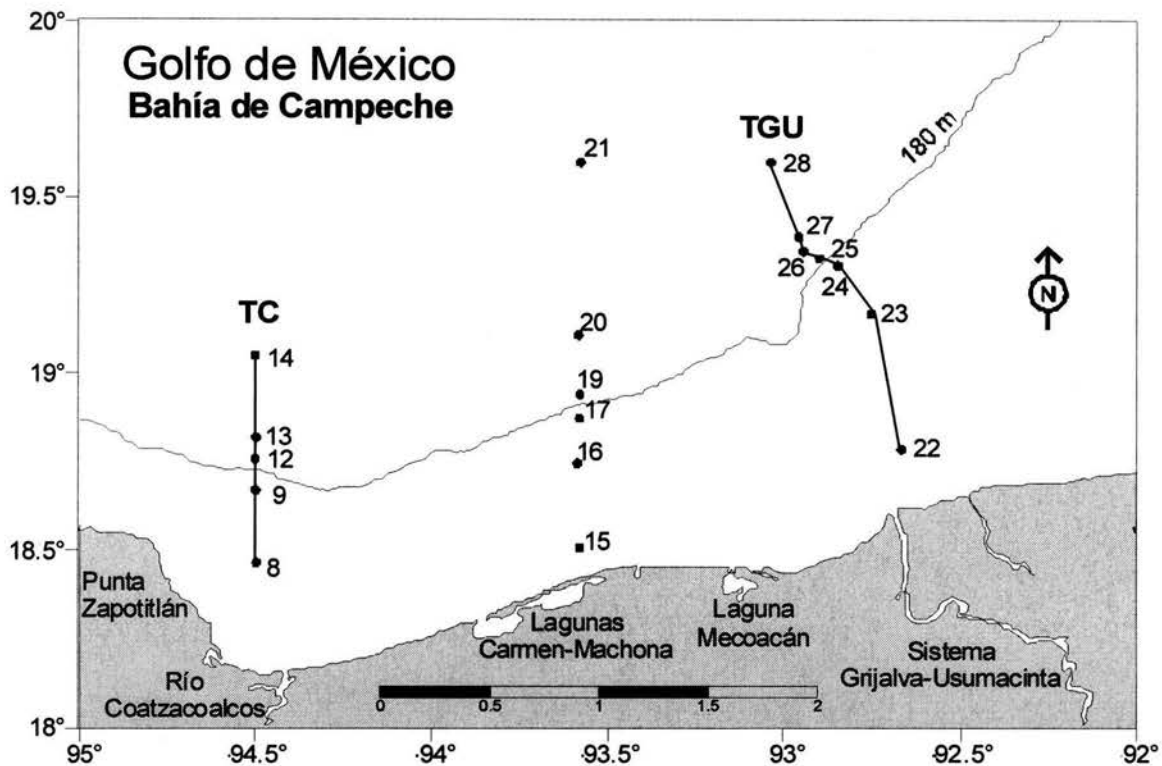 20°
Golfo de México
Bahía de Campeche
180 m
TGU
21
28
19.5°
27
25
26
24
N
TC
23
20
14
19°
19
17
13
16
12
22
9
18.5°
15
8
Punta
Zapotitlán
Lagunas
Carmen-Machona
Laguna
Mecoacán
Sistema
Grijalva-Usumacinta
Río
Coatzacoalcos
0
0.5
1
1.5
2
18°
95°
-94.5°
-94°
-93.5°
-93°
-92.5°
-92°